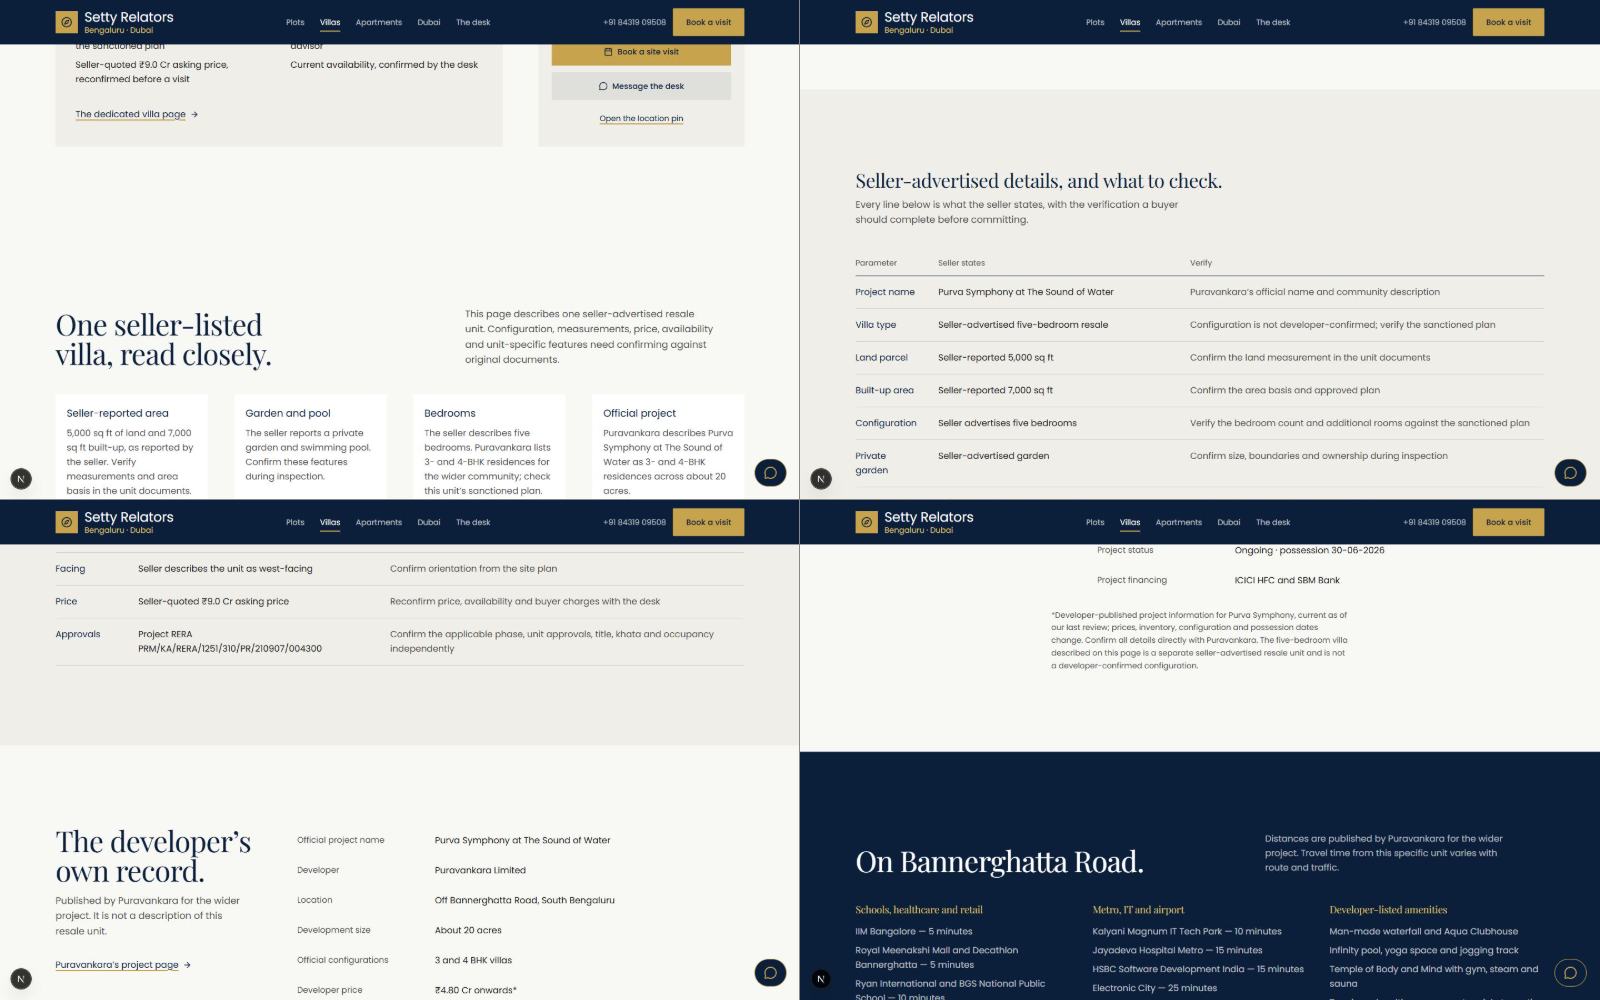 Setty Relators
Bengaluru · Dubai
Plots
Villas
Apartments
Dubai
The desk
+91 84319 09508
Book a visit
the sanctioned plan
advisor
Seller-quoted ₹9.0 Cr asking price,
reconfirmed before a visit
Current availability, confirmed by the desk
The dedicated villa page →
Book a site visit
Message the desk
Open the location pin
One seller-listed
villa, read closely.
This page describes one seller-advertised resale
unit. Configuration, measurements, price, availability
and unit-specific features need confirming against
original documents.
Seller-reported area
5,000 sq ft of land and 7,000
sq ft built-up, as reported by
the seller. Verify
measurements and area
basis in the unit documents.
Garden and pool
The seller reports a private
garden and swimming pool.
Confirm these features
during inspection.
Bedrooms
The seller describes five
bedrooms. Puravankara lists
3- and 4-BHK residences for
the wider community; check
this unit's sanctioned plan.
Official project
Puravankara describes Purva
Symphony at The Sound of
Water as 3- and 4-BHK
residences across about 20
acres.
N
Setty Relators
Bengaluru · Dubai
Plots
Villas
Apartments
Dubai
The desk
+91 84319 09508
Book a visit
Seller-advertised details, and what to check.
Every line below is what the seller states, with the verification a buyer
should complete before committing.
Parameter
Seller states
Verify
Project name
Purva Symphony at The Sound of Water
Puravankara's official name and community description
Villa type
Seller-advertised five-bedroom resale
Configuration is not developer-confirmed; verify the sanctioned plan
Land parcel
Seller-reported 5,000 sq ft
Confirm the land measurement in the unit documents
Built-up area
Seller-reported 7,000 sq ft
Confirm the area basis and approved plan
Configuration
Seller advertises five bedrooms
Verify the bedroom count and additional rooms against the sanctioned plan
Private
garden
Seller-advertised garden
Confirm size, boundaries and ownership during inspection
N
Setty Relators
Bengaluru · Dubai
Plots
Villas
Apartments
Dubai
The desk
+91 84319 09508
Book a visit
Facing
Seller describes the unit as west-facing
Confirm orientation from the site plan
Price
Seller-quoted ₹9.0 Cr asking price
Reconfirm price, availability and buyer charges with the desk
Approvals
Project RERA
PRM/KA/RERA/1251/310/PR/210907/004300
Confirm the applicable phase, unit approvals, title, khata and occupancy
independently
The developer's
own record.
Published by Puravankara for the wider
project. It is not a description of this
resale unit.
Puravankara's project page →
Official project name
Purva Symphony at The Sound of Water
Developer
Puravankara Limited
Location
Off Bannerghatta Road, South Bengaluru
Development size
About 20 acres
Official configurations
3 and 4 BHK villas
Developer price
₹4.80 Cr onwards*
N
Setty Relators
Bengaluru · Dubai
Plots
Villas
Apartments
Dubai
The desk
+91 84319 09508
Book a visit
Project status
Ongoing · possession 30-06-2026
Project financing
ICICI HFC and SBM Bank
*Developer-published project information for Purva Symphony, current as of
our last review; prices, inventory, configuration and possession dates
change. Confirm all details directly with Puravankara. The five-bedroom villa
described on this page is a separate seller-advertised resale unit and is not
a developer-confirmed configuration.
On Bannerghatta Road.
Distances are published by Puravankara for the wider
project. Travel time from this specific unit varies with
route and traffic.
Schools, healthcare and retail
IIM Bangalore — 5 minutes
Royal Meenakshi Mall and Decathlon
Bannerghatta — 5 minutes
Ryan International and BGS National Public
School — 10 minutes
Metro, IT and airport
Kalyani Magnum IT Tech Park — 10 minutes
Jayadeva Hospital Metro — 15 minutes
HSBC Software Development India — 15 minutes
Electronic City — 25 minutes
Developer-listed amenities
Man-made waterfall and Aqua Clubhouse
Infinity pool, yoga space and jogging track
Temple of Body and Mind with gym, steam and
sauna
N